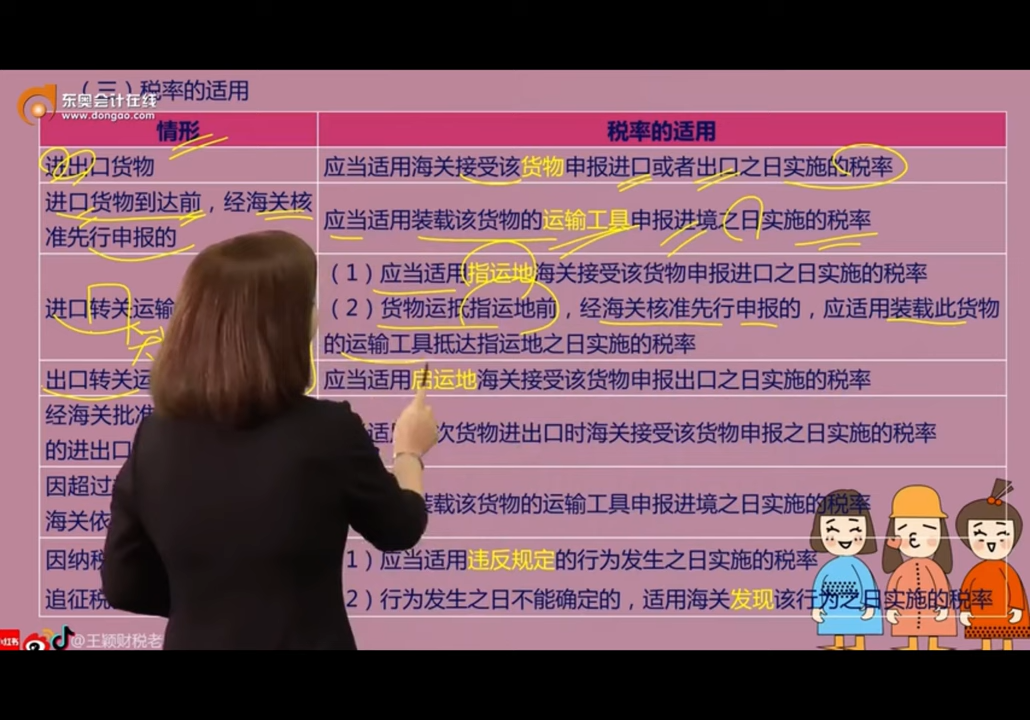 （三）税率的适用
东奥会计在线
www.dongao.com
情形
税率的适用
进出口货物
应当适用海关接受该货物申报进口或者出口之日实施的税率
进口货物到达前，经海关核
准先行申报的
应当适用装载该货物的运输工具申报进境之日实施的税率
进口转关运输
（1）应当适用指运地海关接受该货物申报进口之日实施的税率
（2）货物运抵指运地前，经海关核准先行申报的，应适用装载此货物
的运输工具抵达指运地之日实施的税率
出口转关运
应当适用启运地海关接受该货物申报出口之日实施的税率
经海关批准
的进出口
次货物进出口时海关接受该货物申报之日实施的税率
因超过
海关依
装载该货物的运输工具申报进境之日实施的税率
因纳税
追征税
1）应当适用违反规定的行为发生之日实施的税率
2）行为发生之日不能确定的，适用海关发现该行为之日实施的税率
小红书
@王颖财税老